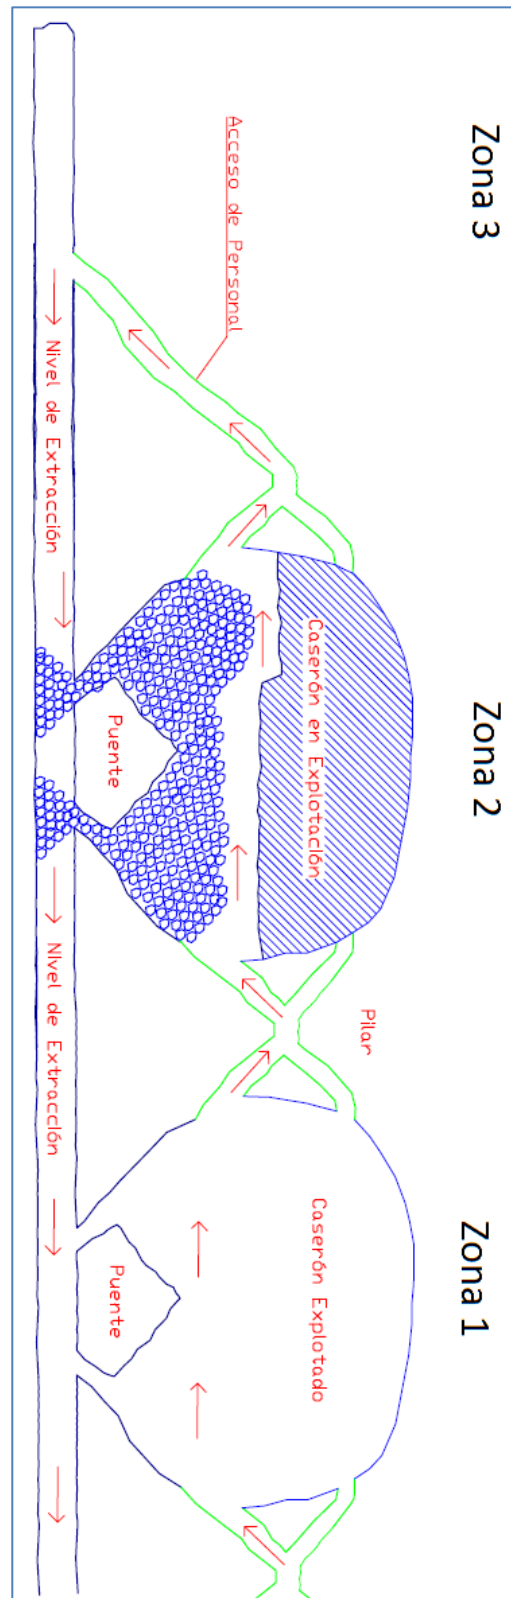 Zona 3
Acceso de Personal
Nivel de Extracción
Zona 2
Caserón en Explotación
Puente
Nivel de Extracción
Pilar
Zona 1
Caserón Explotado
Puente